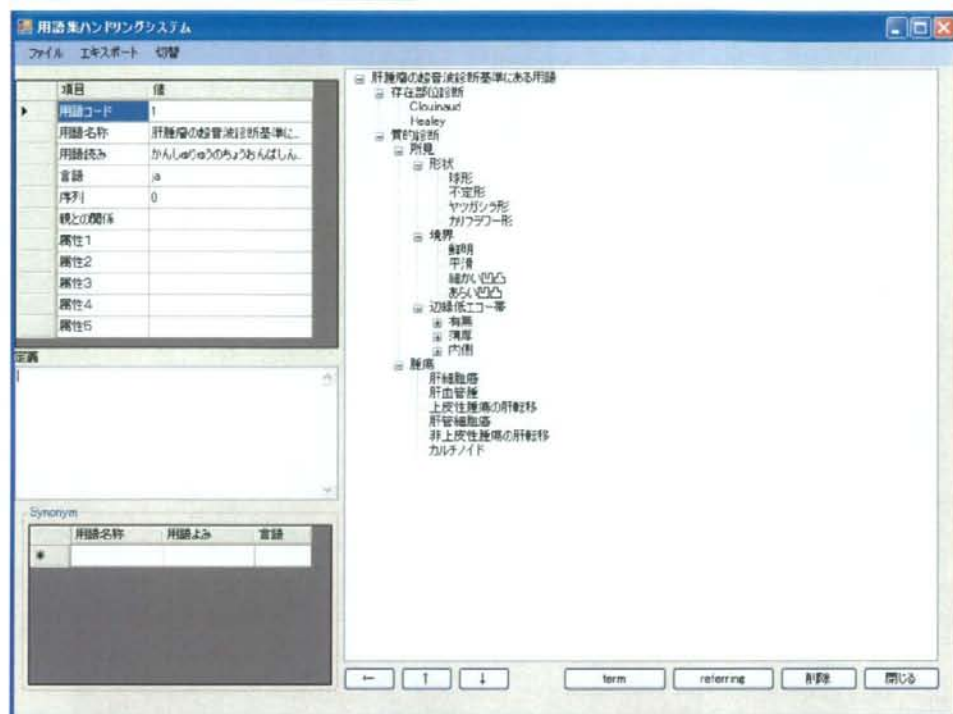 用語集ハンドリングシステム
ファイル エキスポート 切替
項目 値
用語コード 1
用語名称 肝腫瘤の超音波診断基準に...
用語読み かんしゅりゅうのちょうおんぱしん...
言語 ja
序列 0
親との関係
属性1
属性2
属性3
属性4
属性5
定義
Synonym
用語名称 用語よみ 言語
肝腫瘤の超音波診断基準にある用語
存在部位診断
Clouinaud
Healey
質的診断
所見
形状
球形
不定形
ヤツガシラ形
カリフラワー形
境界
鮮明
平滑
細かい凹凸
あらい凹凸
辺縁低エコー帯
有無
薄厚
内側
腫瘍
肝細胞癌
肝血管腫
上皮性腫瘍の肝転移
肝管細胞癌
非上皮性腫瘍の肝転移
カルチノイド
← ↑ ↓ term referring 削除 閉じる